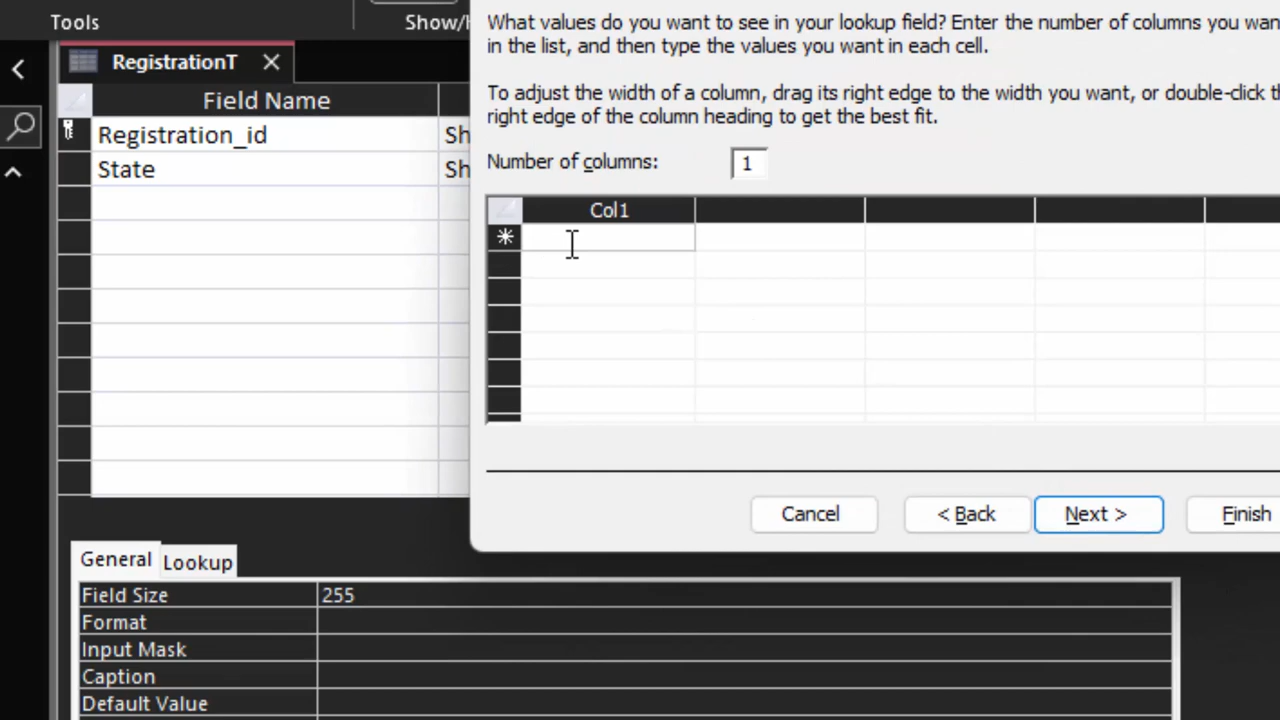 Tools
Show/
RegistrationT
Field Name
Registration_id
Sh
State
Sh
What values do you want to see in your lookup field? Enter the number of columns you wan
in the list, and then type the values you want in each cell.
To adjust the width of a column, drag its right edge to the width you want, or double-click th
right edge of the column heading to get the best fit.
Number of columns: 1
Col1
Cancel
< Back
Next >
Finish
General
Lookup
Field Size 255
Format
Input Mask
Caption
Default Value